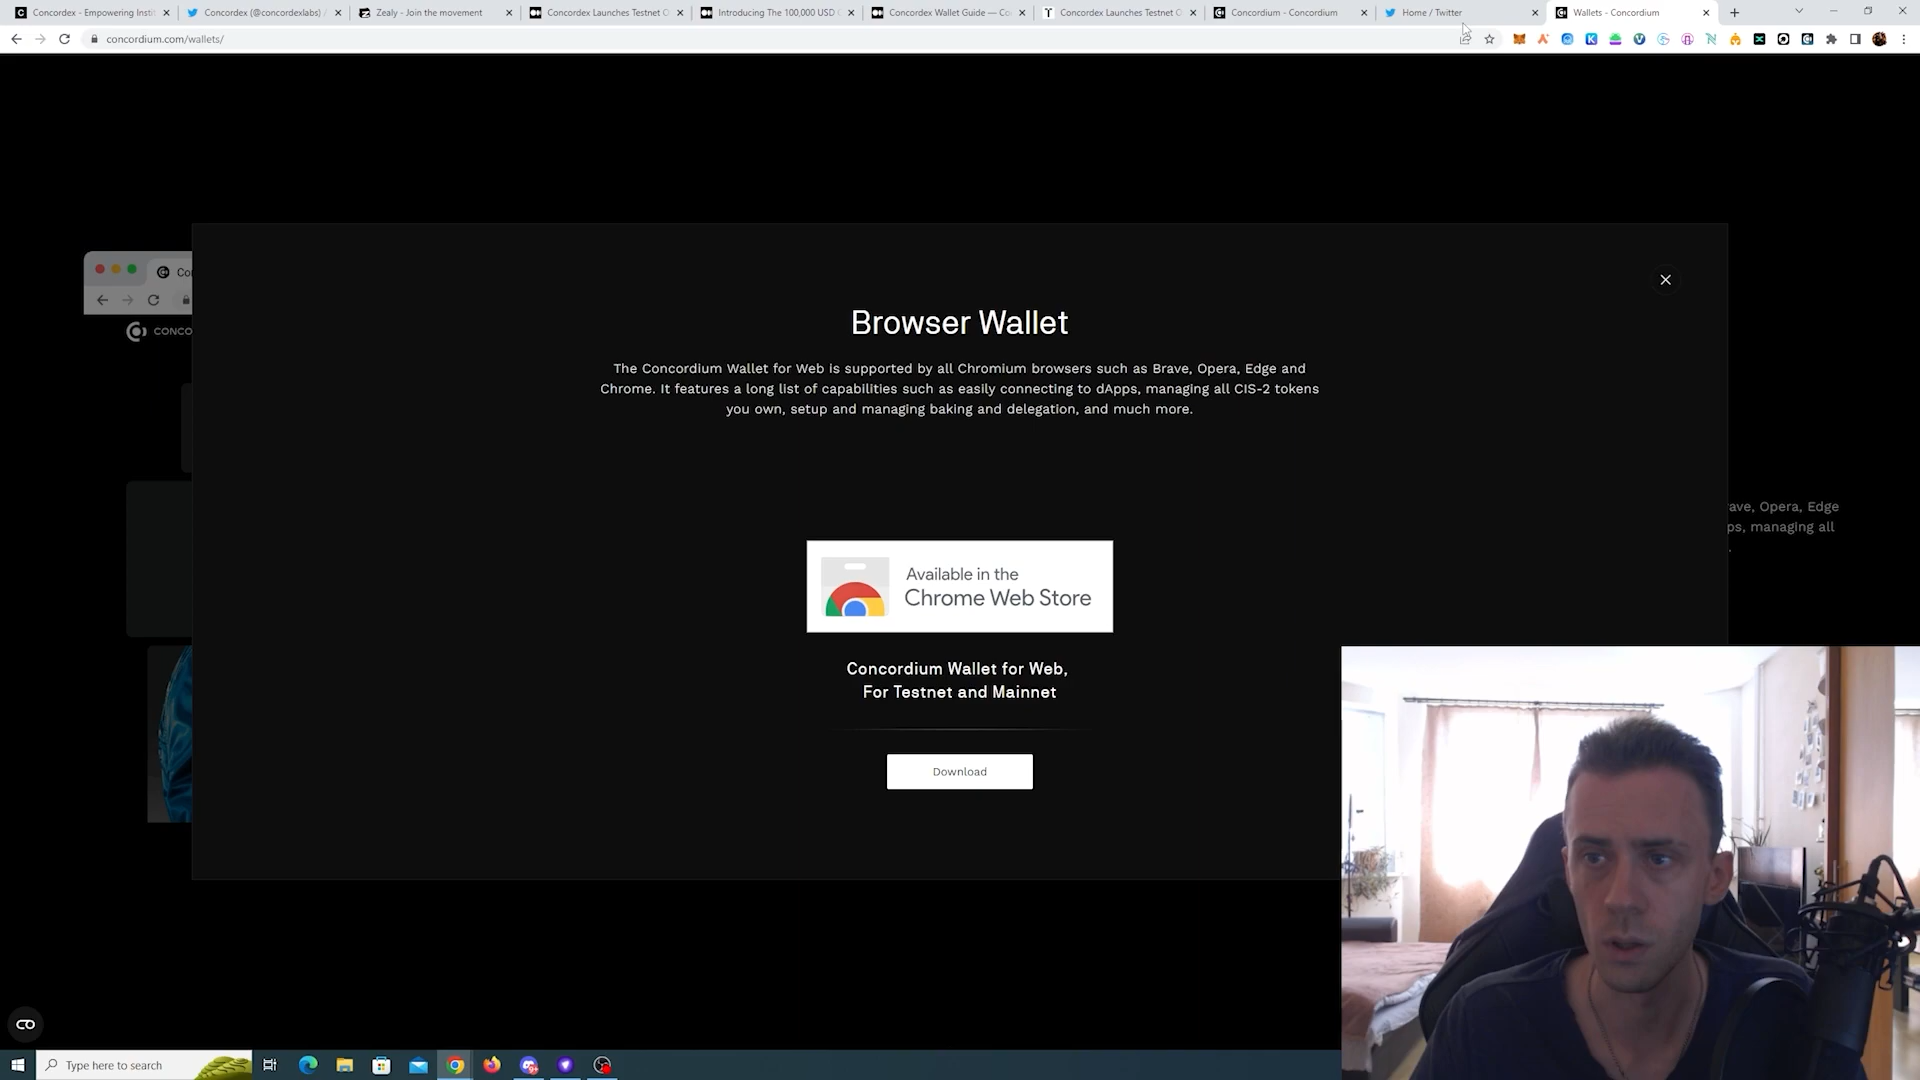 Concordex - Empowering Insti
Concordex (@concordexlabs) /
Zealy - Join the movement
Concordex Launches Testnet C
Introducing The 100,000 USD C
Concordex Wallet Guide — Co
Concordex Launches Testnet C
Concordium - Concordium
Home / Twitter
Wallets - Concordium
concordium.com/wallets/
Con
CONCO
Browser Wallet
The Concordium Wallet for Web is supported by all Chromium browsers such as Brave, Opera, Edge and
Chrome. It features a long list of capabilities such as easily connecting to dApps, managing all CIS-2 tokens
you own, setup and managing baking and delegation, and much more.
rave, Opera, Edge
ps, managing all
Available in the
Chrome Web Store
Concordium Wallet for Web,
For Testnet and Mainnet
Download
Type here to search